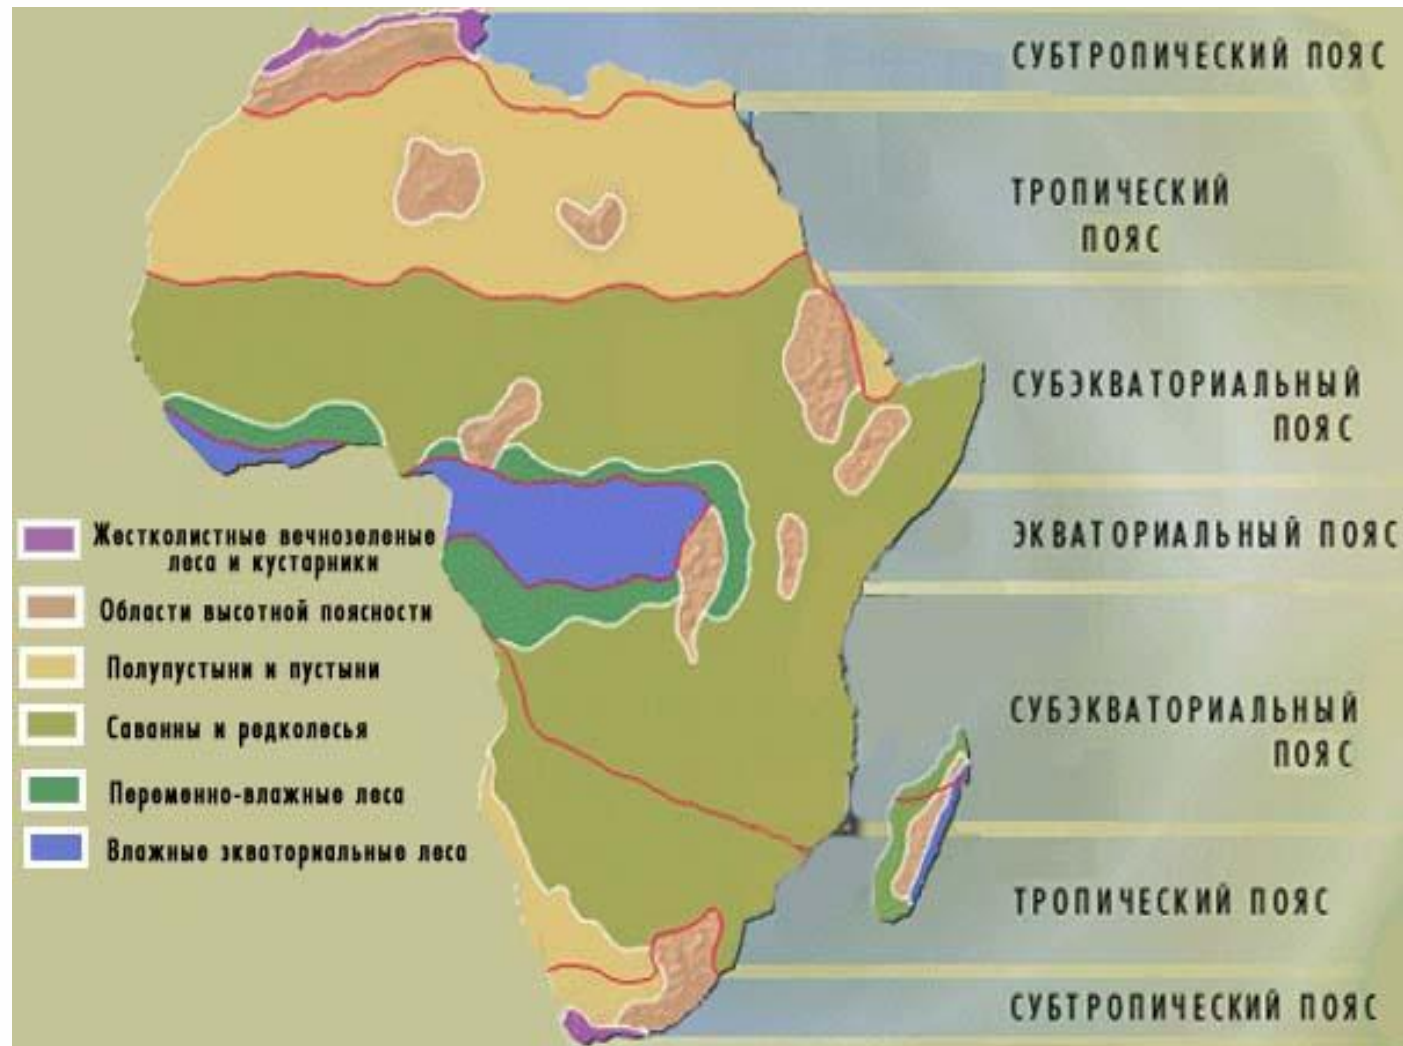 СУБТРОПИЧЕСКИЙ ПОЯС
ТРОПИЧЕСКИЙ
ПОЯС
СУБЭКВАТОРИАЛЬНЫЙ
ПОЯС
ЭКВАТОРИАЛЬНЫЙ ПОЯС
СУБЭКВАТОРИАЛЬНЫЙ
ПОЯС
ТРОПИЧЕСКИЙ ПОЯС
СУБТРОПИЧЕСКИЙ ПОЯС
Жестколистные вечнозеленые
леса и кустарники
Области высотной поясности
Полупустыни и пустыни
Саванны и редколесья
Переменно-влажные леса
Влажные экваториальные леса